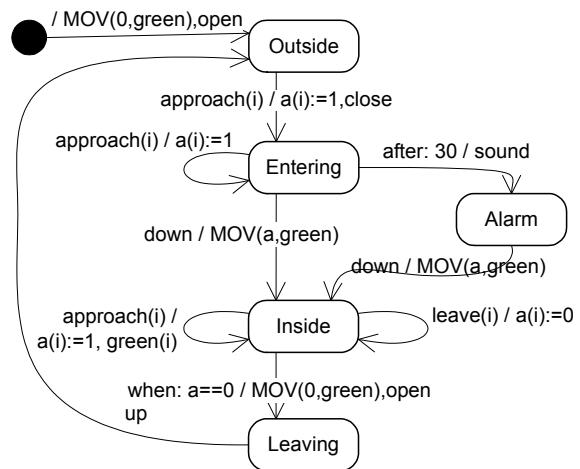 / MOV(0,green),open
Outside
approach(i) / a(i):=1,close
approach(i) / a(i):=1
Entering
after: 30 / sound
Alarm
down / MOV(a,green)
down / MOV(a,green)
approach(i) /
a(i):=1, green(i)
Inside
leave(i) / a(i):=0
when: a==0 / MOV(0,green),open
up
Leaving